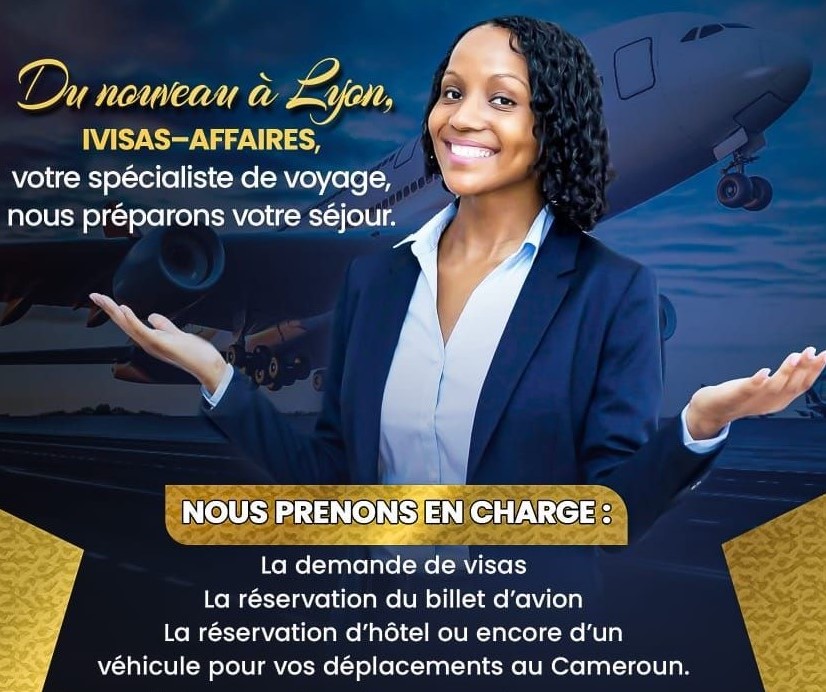 Du nouveau à Lyon,
IVISAS–AFFAIRES,
votre spécialiste de voyage,
nous préparons votre séjour.
NOUS PRENONS EN CHARGE :
La demande de visas
La réservation du billet d'avion
La réservation d'hôtel ou encore d'un
véhicule pour vos déplacements au Cameroun.